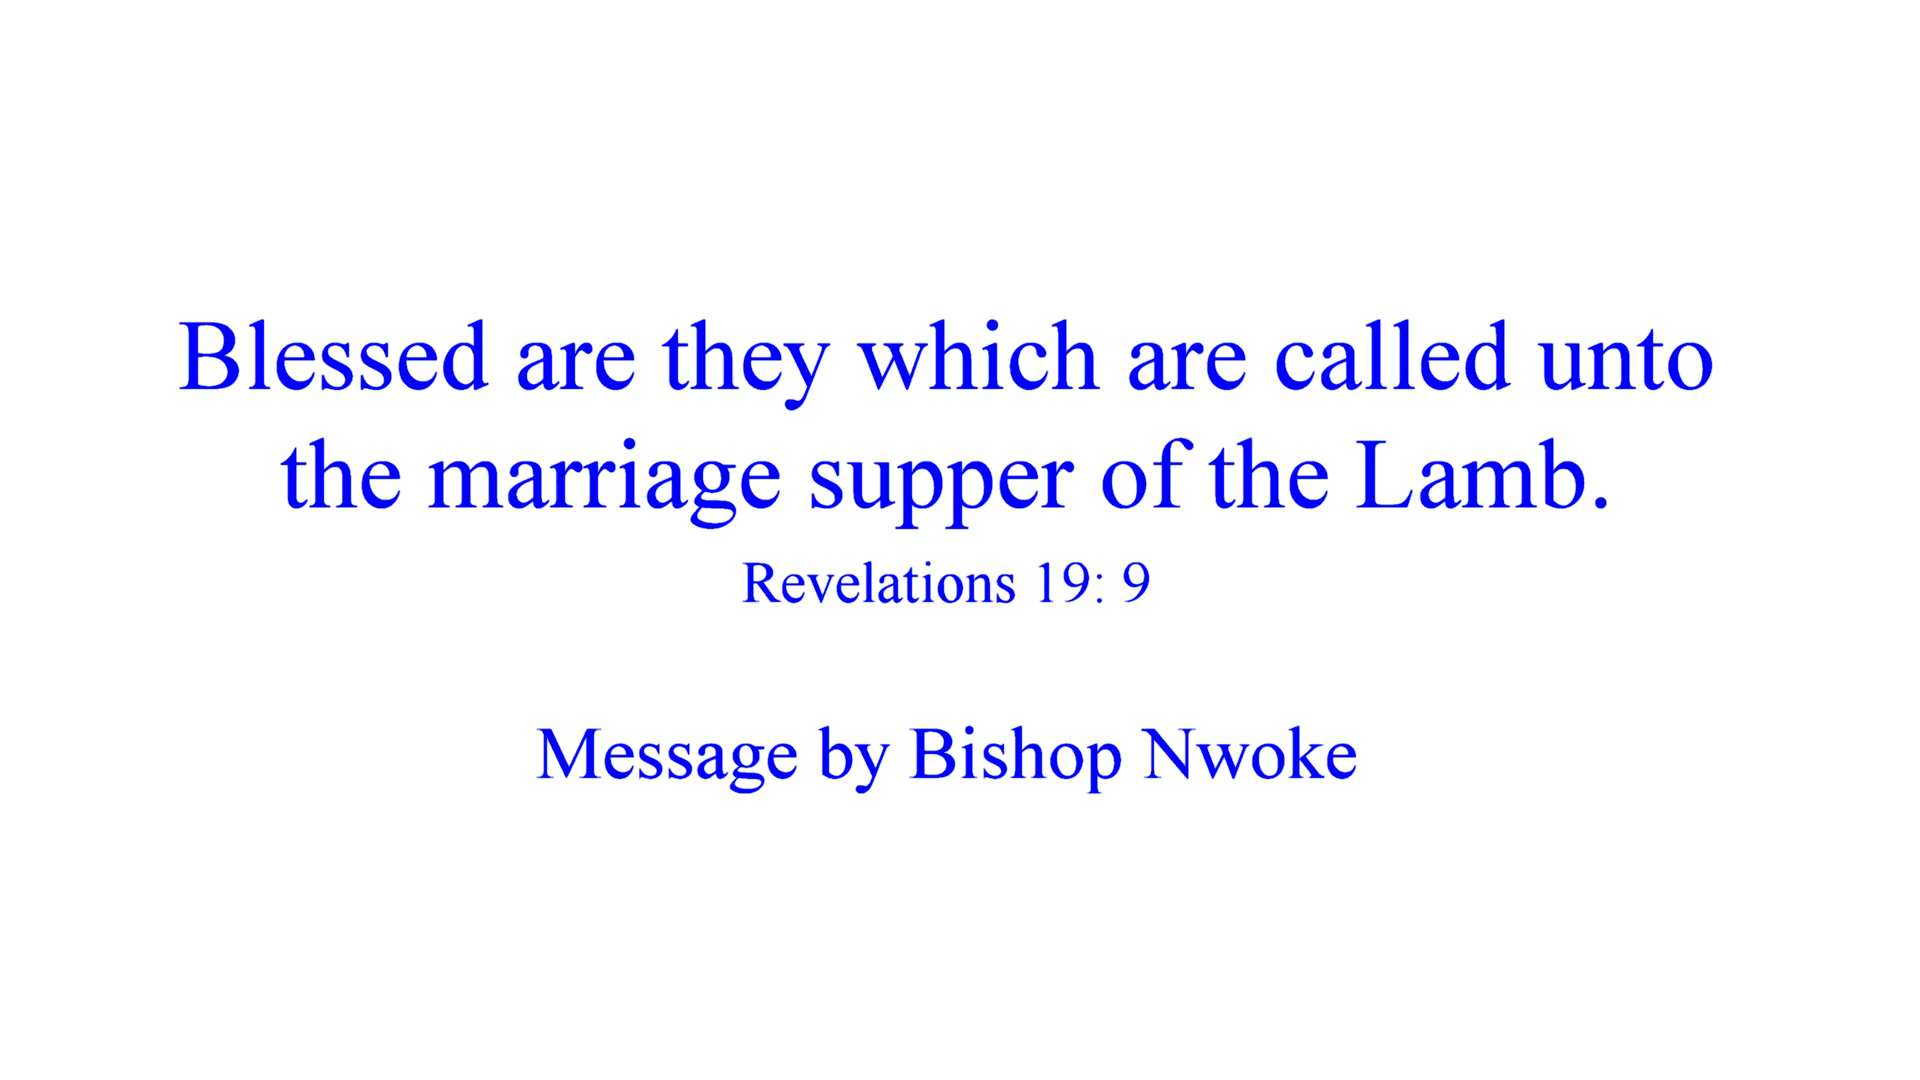 Blessed are they which are called unto
the marriage supper of the Lamb.
Revelations 19: 9
Message by Bishop Nwoke